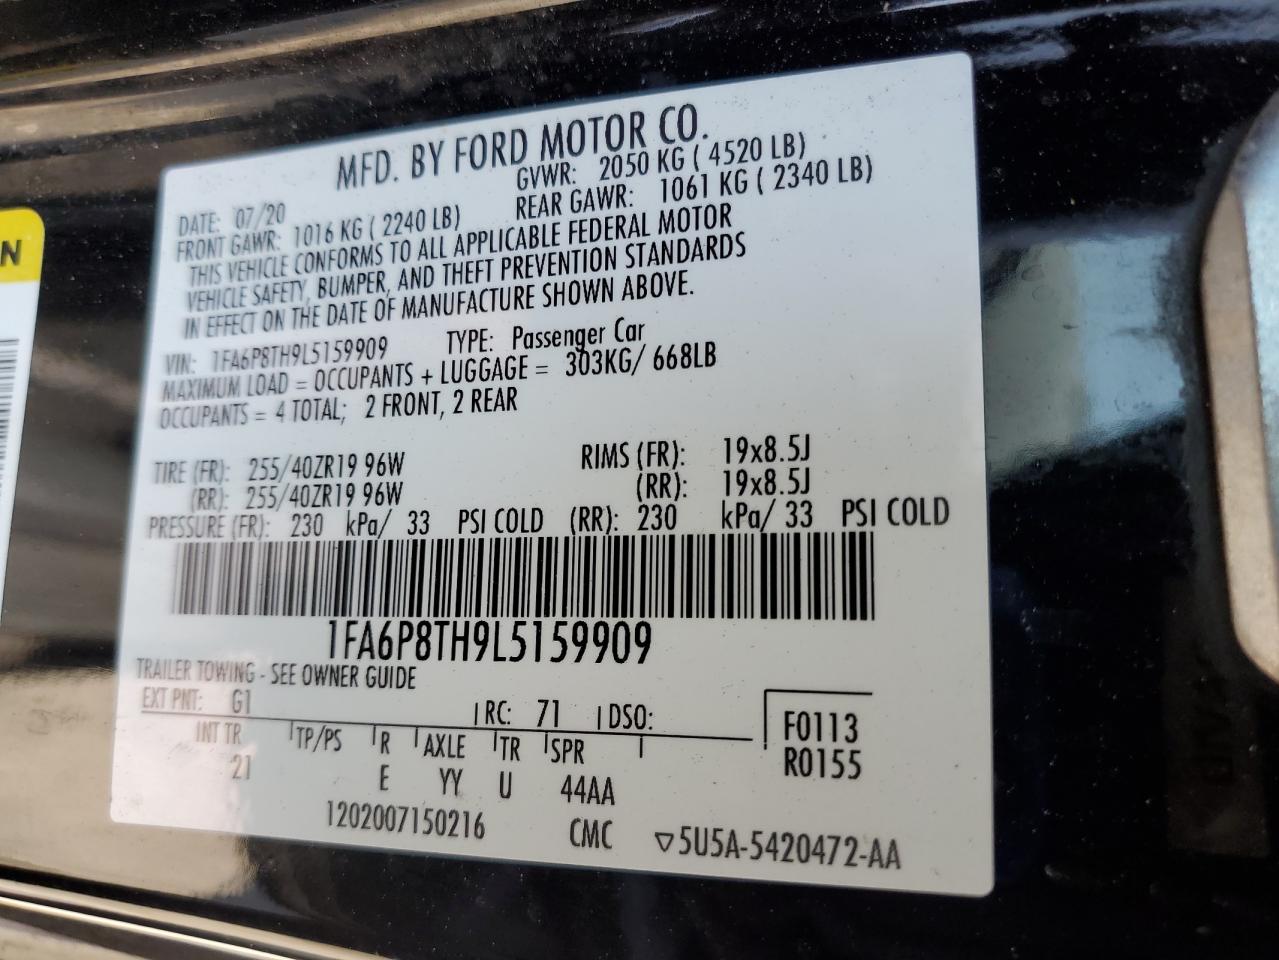 MFD. BY FORD MOTOR CO.
DATE: 07/20 GVWR: 2050 KG ( 4520 LB)
FRONT GAWR: 1016 KG ( 2240 LB) REAR GAWR: 1061 KG ( 2340 LB)
THIS VEHICLE CONFORMS TO ALL APPLICABLE FEDERAL MOTOR
VEHICLE SAFETY, BUMPER, AND THEFT PREVENTION STANDARDS
IN EFFECT ON THE DATE OF MANUFACTURE SHOWN ABOVE.
VIN: 1FA6P8TH9L5159909 TYPE: Passenger Car
MAXIMUM LOAD = OCCUPANTS + LUGGAGE = 303KG/ 668LB
OCCUPANTS = 4 TOTAL; 2 FRONT, 2 REAR
TIRE (FR): 255/40ZR19 96W RIMS (FR): 19x8.5J
(RR): 255/40ZR19 96W (RR): 19x8.5J
PRESSURE (FR): 230 kPa/ 33 PSI COLD (RR): 230 kPa/ 33 PSI COLD
1FA6P8TH9L5159909
TRAILER TOWING - SEE OWNER GUIDE
EXT PNT: G1 RC: 71 DSO:
F0113
INT TR TP/PS R AXLE TR SPR
R0155
21 E YY U 44AA
1202007150216 CMC ▽5U5A-5420472-AA
N